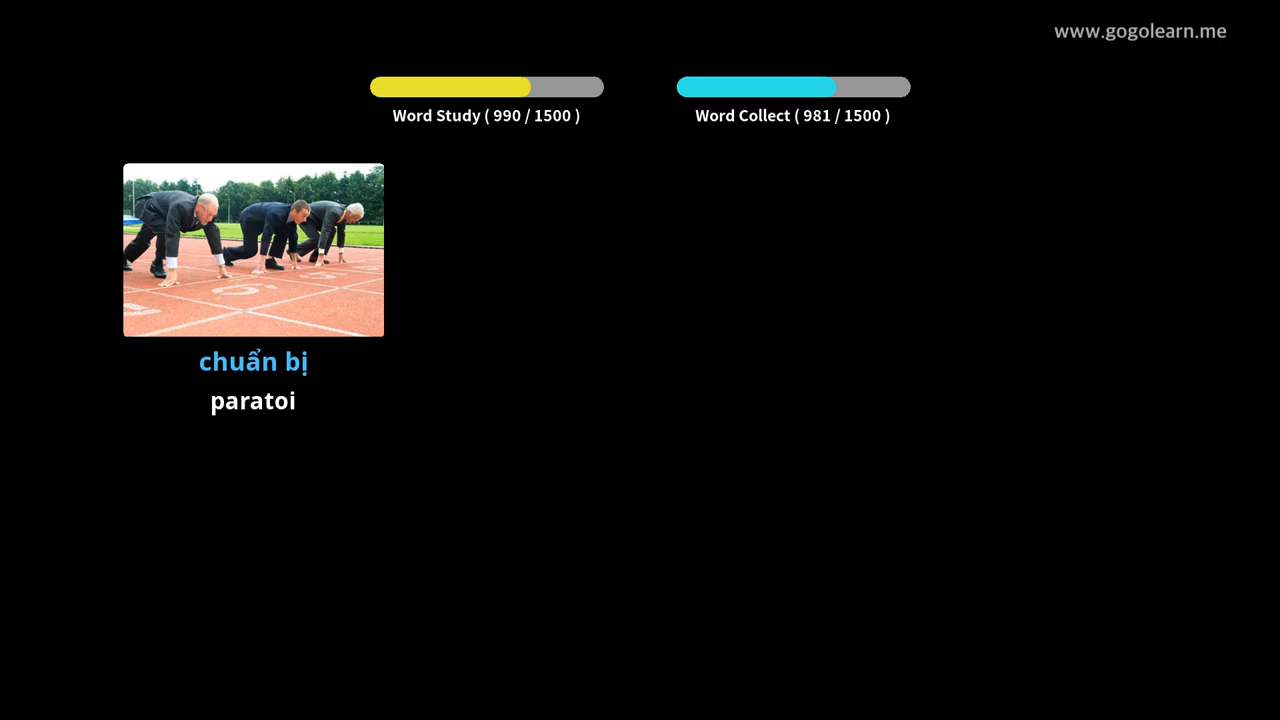 www.gogolearn.me
Word Study ( 990 / 1500 )
Word Collect ( 981 / 1500 )
chuẩn bị
paratoi